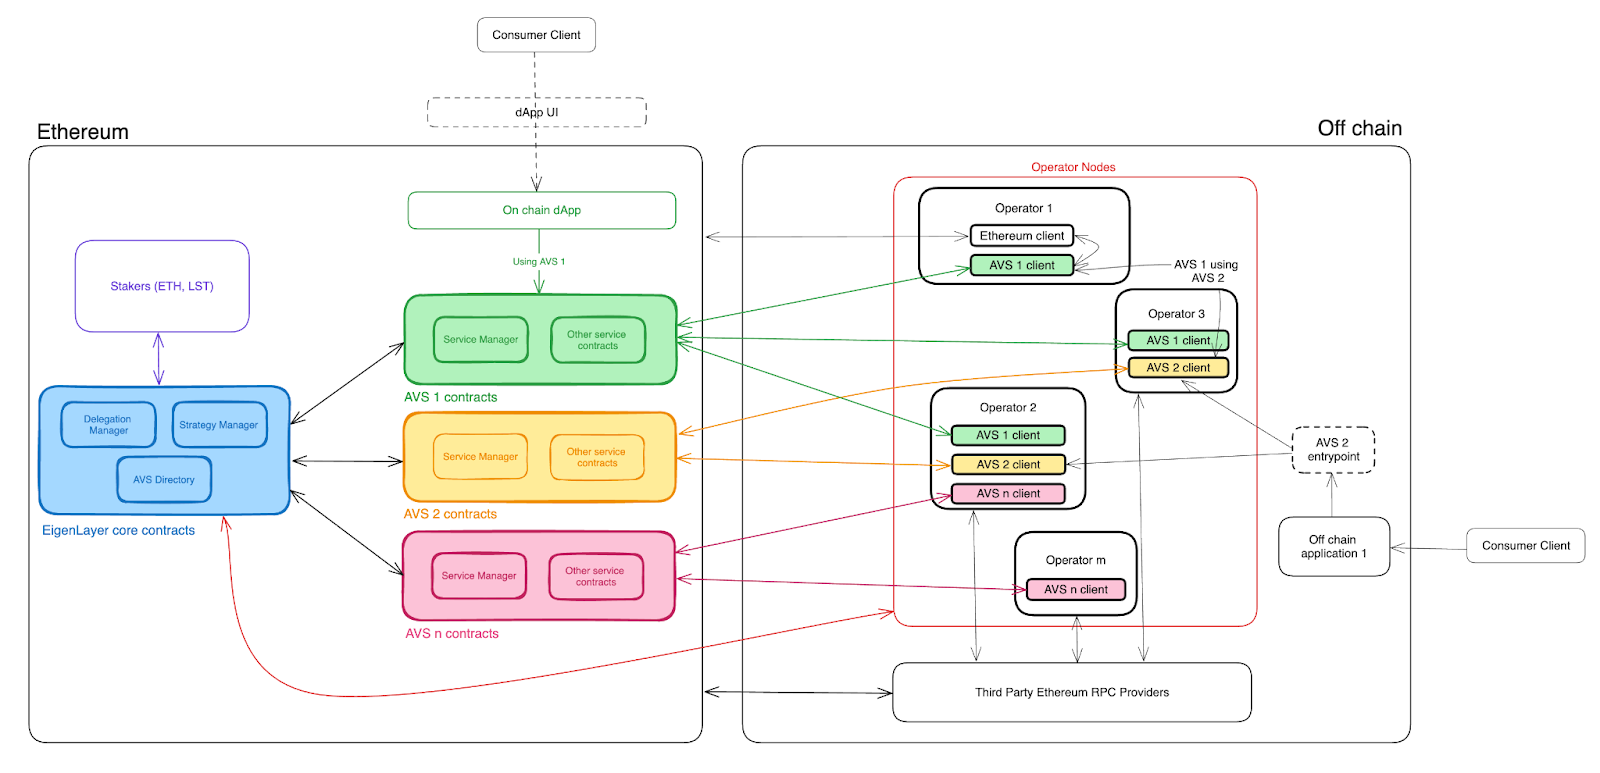 Consumer Client
dApp UI
Ethereum
Off chain
On chain dApp
Using AVS 1
Stakers (ETH, LST)
Service Manager
Other service
contracts
AVS 1 contracts
Delegation
Manager
Strategy Manager
AVS Directory
EigenLayer core contracts
Service Manager
Other service
contracts
AVS 2 contracts
Service Manager
Other service
contracts
AVS n contracts
Operator Nodes
Operator 1
Ethereum client
AVS 1 client
AVS 1 using
AVS 2
Operator 3
AVS 1 client
AVS 2 client
Operator 2
AVS 1 client
AVS 2 client
AVS n client
Operator m
AVS n client
AVS 2
entrypoint
Off chain
application 1
Consumer Client
Third Party Ethereum RPC Providers